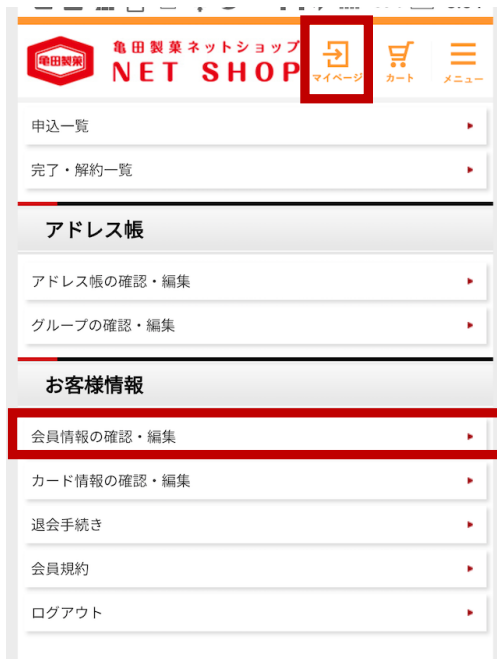 亀田製菓
亀田製菓ネットショップ
NET SHOP
マイページ
カート
メニュー
申込一覧
完了・解約一覧
アドレス帳
アドレス帳の確認・編集
グループの確認・編集
お客様情報
会員情報の確認・編集
カード情報の確認・編集
退会手続き
会員規約
ログアウト